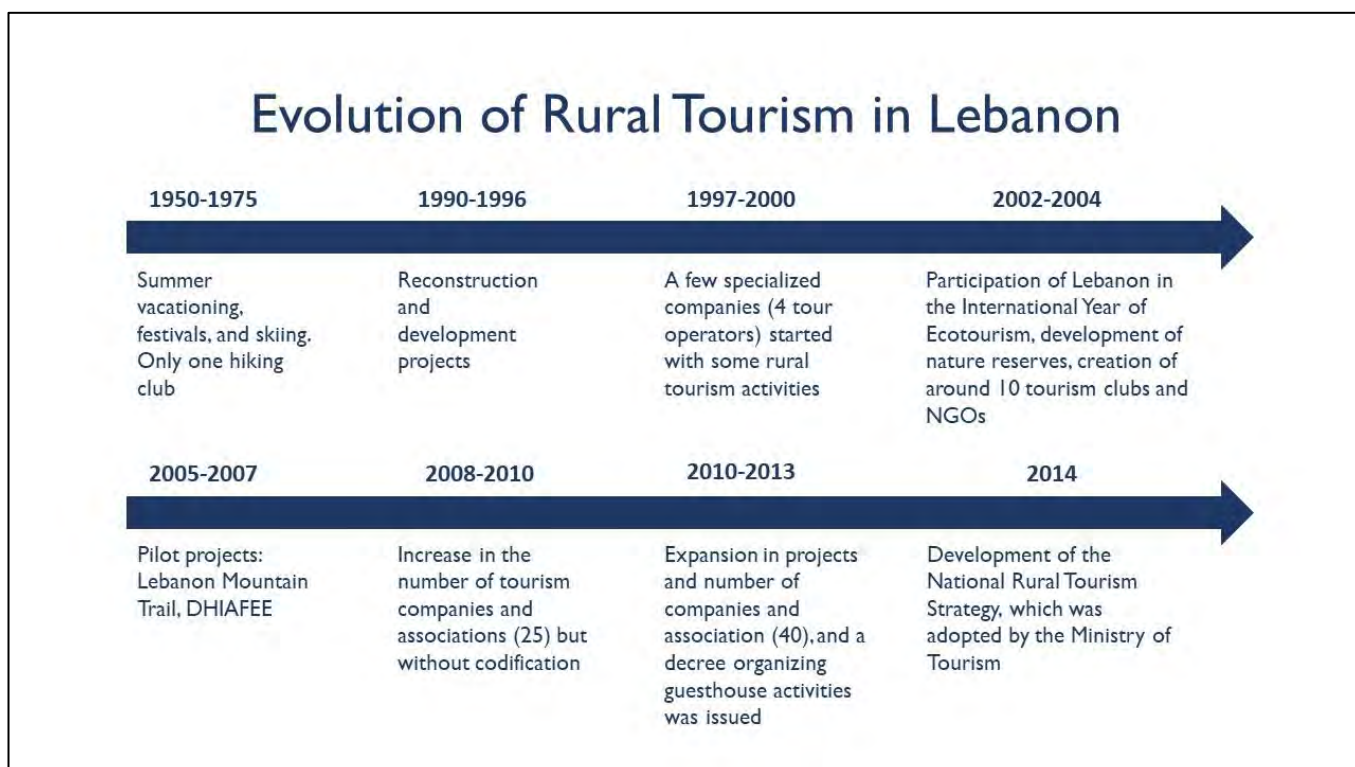 Evolution of Rural Tourism in Lebanon
1950-1975
Summer
vacationing,
festivals, and skiing.
Only one hiking
club
1990-1996
Reconstruction
and
development
projects
1997-2000
A few specialized
companies (4 tour
operators) started
with some rural
tourism activities
2002-2004
Participation of Lebanon in
the International Year of
Ecotourism, development of
nature reserves, creation of
around 10 tourism clubs and
NGOs
2005-2007
Pilot projects:
Lebanon Mountain
Trail, DHIAFEE
2008-2010
Increase in the
number of tourism
companies and
associations (25) but
without codification
2010-2013
Expansion in projects
and number of
companies and
association (40), and a
decree organizing
guesthouse activities
was issued
2014
Development of the
National Rural Tourism
Strategy, which was
adopted by the Ministry of
Tourism